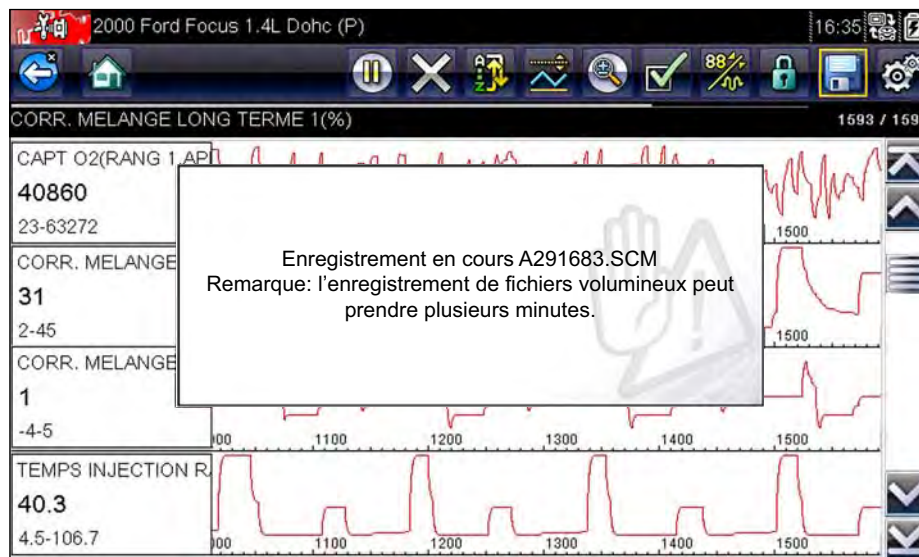 2000 Ford Focus 1.4L Dohc (P)
16:35
CORR. MELANGE LONG TERME 1(%)
1593 / 159
CAPT O2(RANG 1,AP
40860
23-63272
1500
CORR. MELANGE
31
2-45
1500
CORR. MELANGE
1
-4-5
000 1100 1200 1300 1400 1500
TEMPS INJECTION R
40.3
4.5-106.7
000 1100 1200 1300 1400 1500
Enregistrement en cours A291683.SCM
Remarque: l’enregistrement de fichiers volumineux peut
prendre plusieurs minutes.